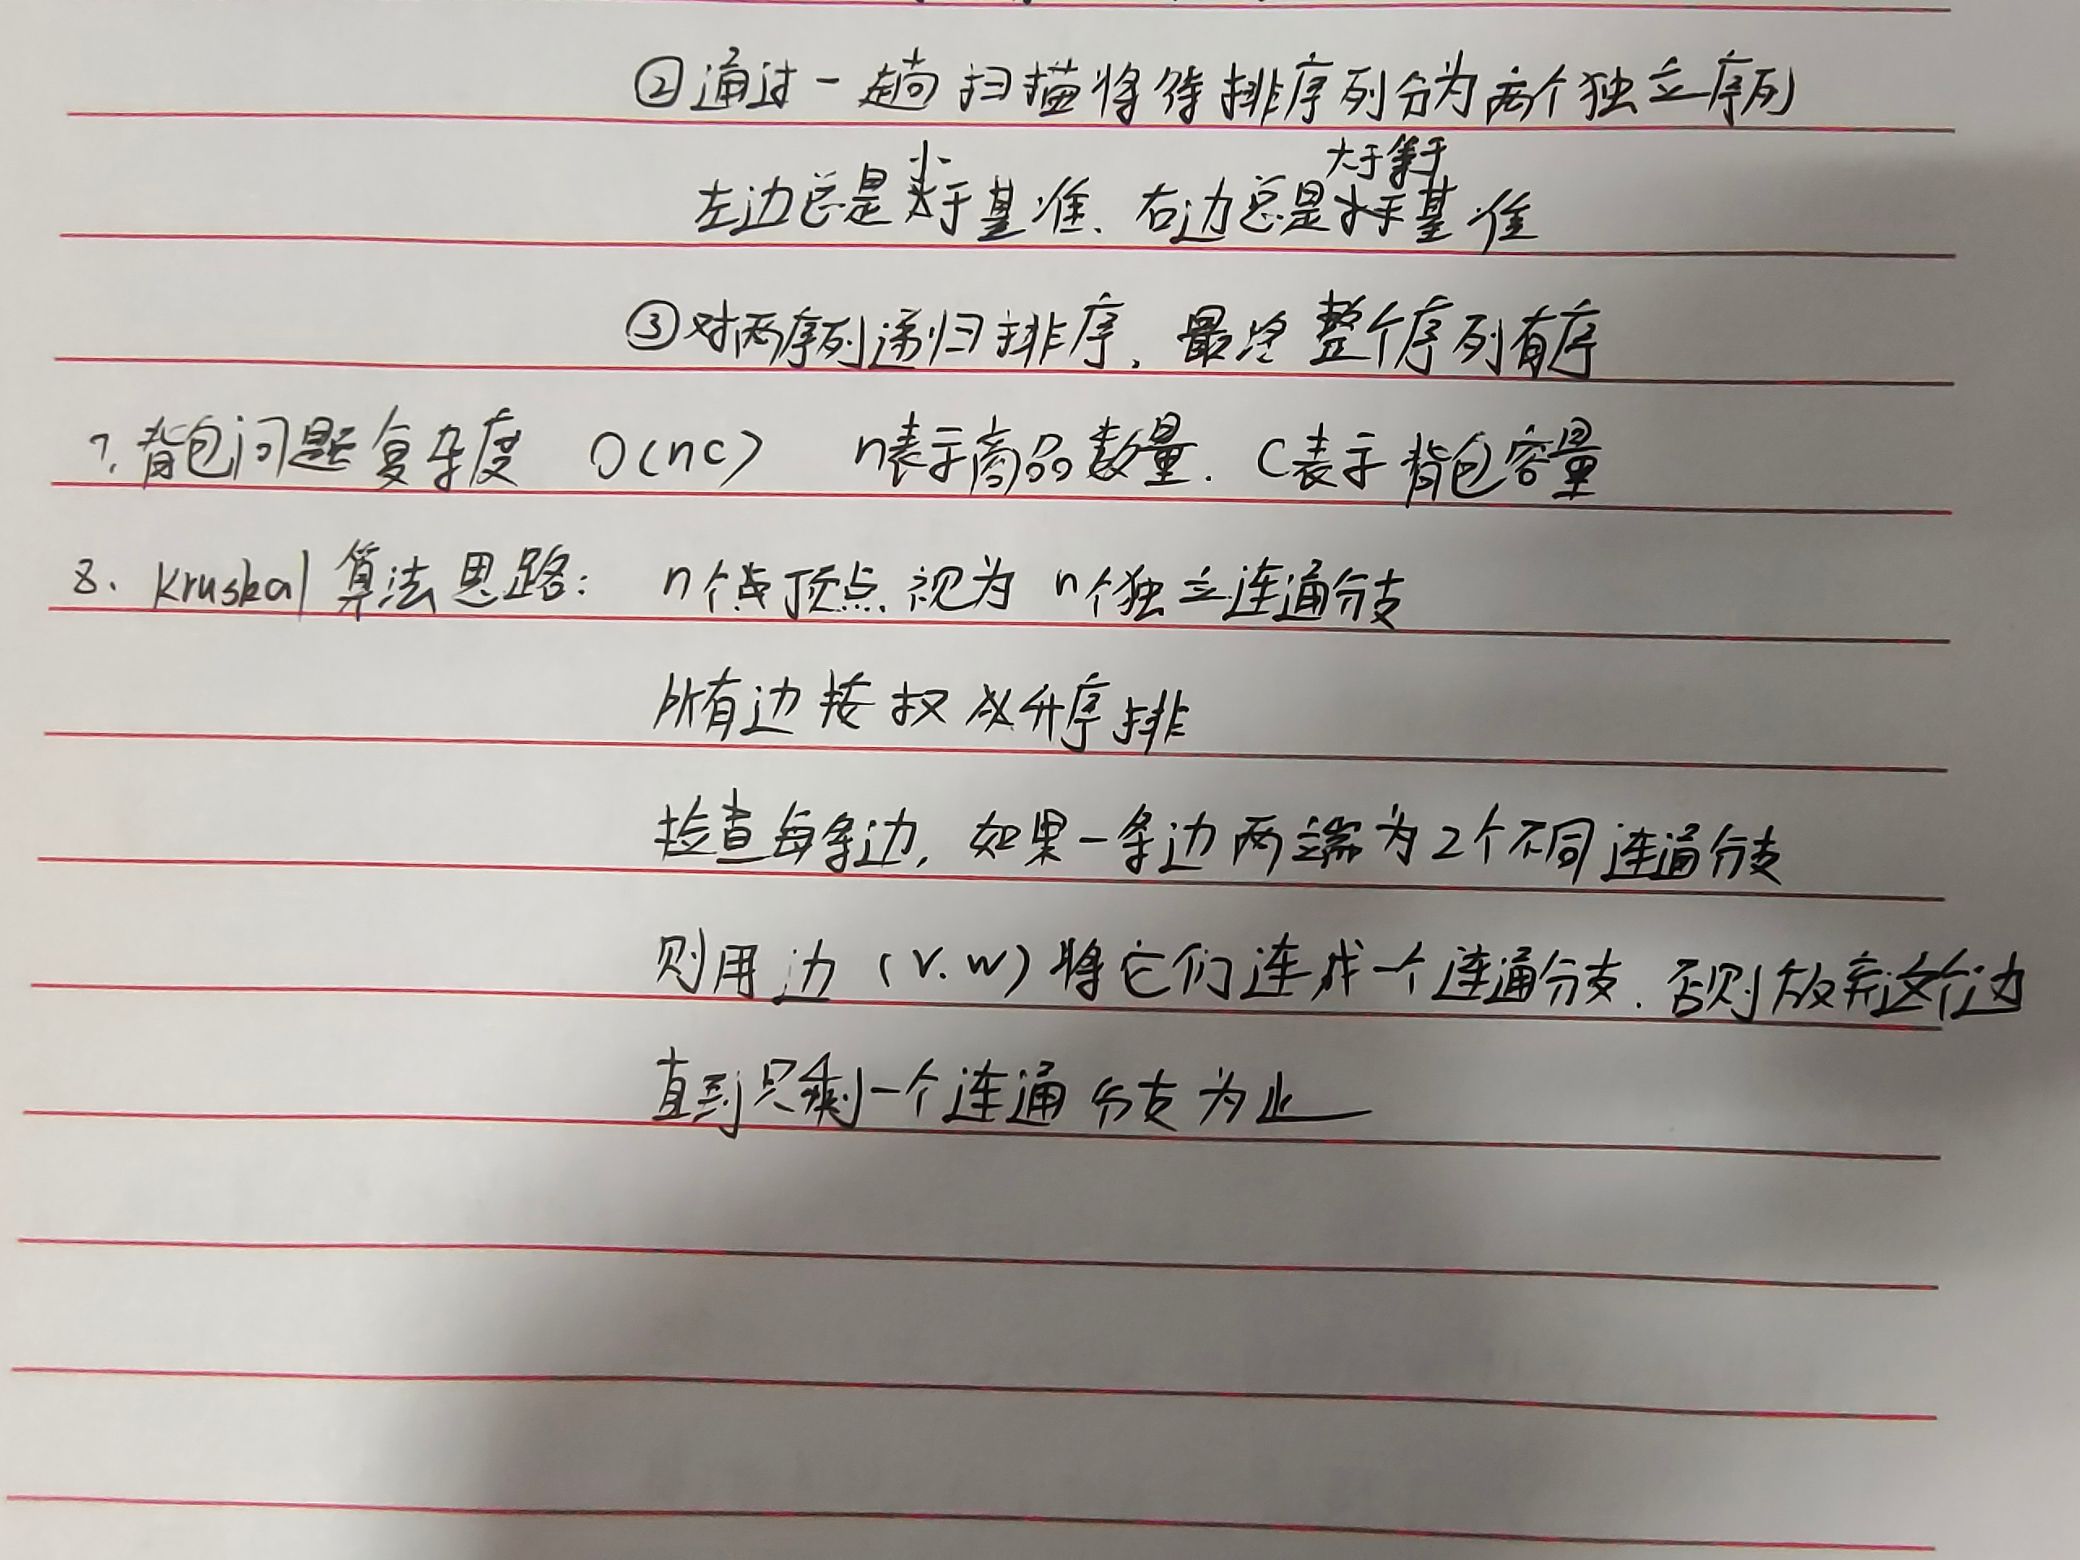 ②通过一趟扫描将待排序列分为两个独立序列
左边总是小于基准、右边总是大于等于基准
③对两序列递归排序,最终整个序列有序
7.背包问题复杂度 O(nc) n表示商品数量. C表示背包容量
8. Kruskal算法思路: n个顶点视为n个独立连通分支
所有边按权从升序排
检查每条边,如果一条边两端为2个不同连通分支
则用边(v.w)将它们连成一个连通分支.否则放弃这个边
直到只剩一个连通分支为止